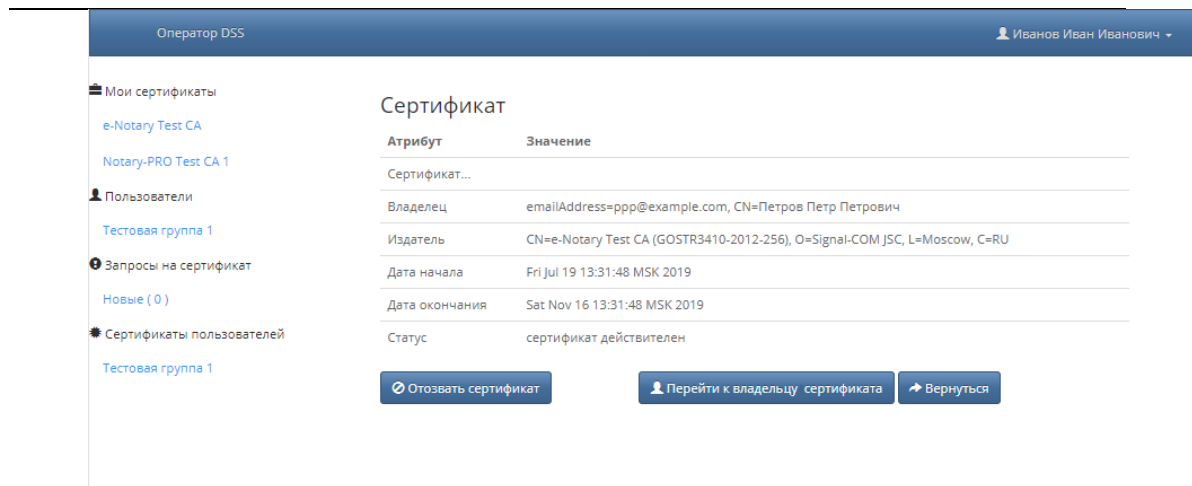 Оператор DSS
Иванов Иван Иванович
Мои сертификаты
e-Notary Test CA
Notary-PRO Test CA 1
Пользователи
Тестовая группа 1
Запросы на сертификат
Новые ( 0 )
Сертификаты пользователей
Тестовая группа 1
Сертификат
Атрибут Значение
Сертификат...
Владелец emailAddress=ppp@example.com, CN=Петров Петр Петрович
Издатель CN=e-Notary Test CA (GOSTR3410-2012-256), O=Signal-COM JSC, L=Moscow, C=RU
Дата начала Fri Jul 19 13:31:48 MSK 2019
Дата окончания Sat Nov 16 13:31:48 MSK 2019
Статус сертификат действителен
Отозвать сертификат Перейти к владельцу сертификата Вернуться